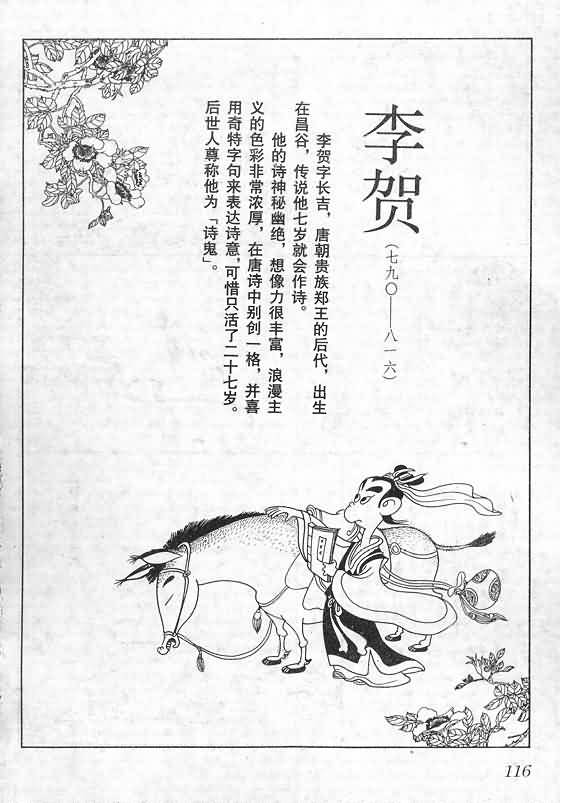 李贺
(七九〇——八一六)
李贺字长吉，唐朝贵族郑王的后代，出生
在昌谷，传说他七岁就会作诗。
他的诗神秘幽绝，想像力很丰富，浪漫主
义的色彩非常浓厚，在唐诗中别创一格，并喜
用奇特字句来表达诗意，可惜只活了二十七岁。
后世人尊称他为「诗鬼」。
116